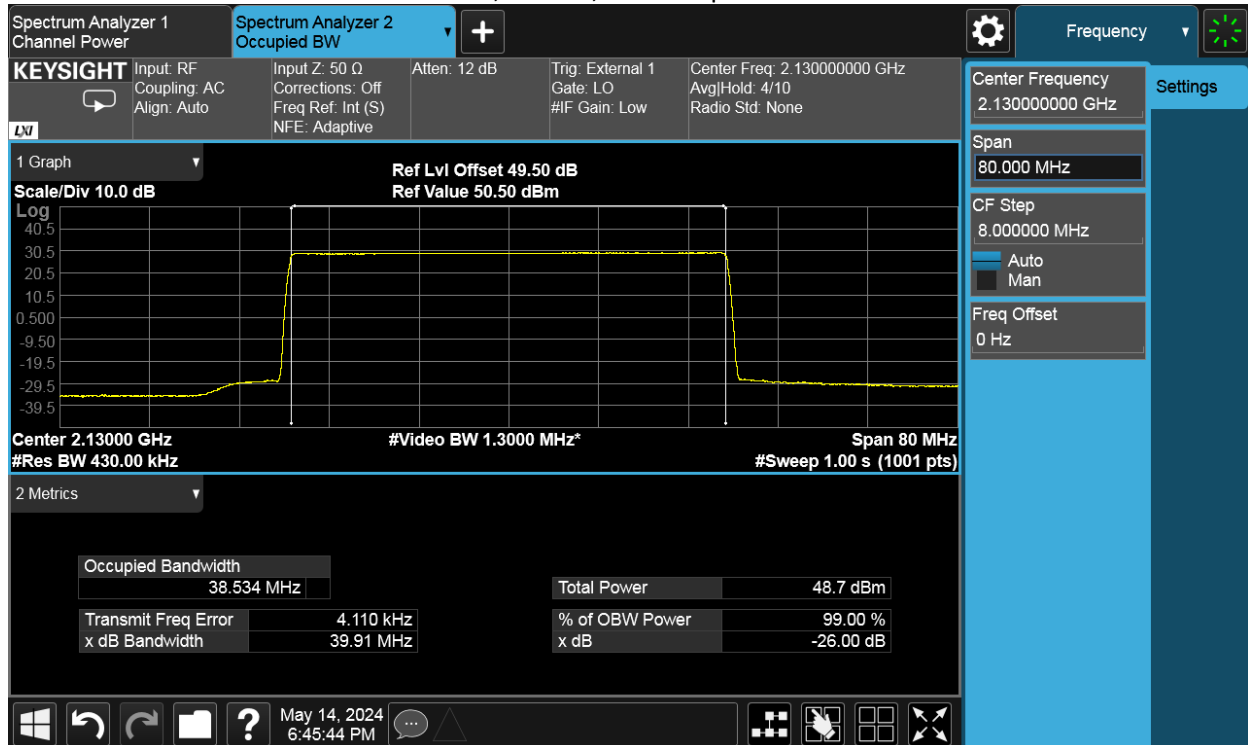 Spectrum Analyzer 1
Channel Power
Spectrum Analyzer 2
Occupied BW
Frequency
KEYSIGHT
LXI
Input: RF
Coupling: AC
Align: Auto
Input Z: 50 Ω
Corrections: Off
Freq Ref: Int (S)
NFE: Adaptive
Atten: 12 dB
Trig: External 1
Gate: LO
#IF Gain: Low
Center Freq: 2.130000000 GHz
Avg|Hold: 4/10
Radio Std: None
Center Frequency
2.130000000 GHz
Settings
Span
80.000 MHz
CF Step
8.000000 MHz
Auto
Man
Freq Offset
0 Hz
1 Graph
Scale/Div 10.0 dB
Ref Lvl Offset 49.50 dB
Ref Value 50.50 dBm
Log
40.5
30.5
20.5
10.5
0.500
-9.50
-19.5
-29.5
-39.5
Center 2.13000 GHz
#Video BW 1.3000 MHz*
Span 80 MHz
#Res BW 430.00 kHz
#Sweep 1.00 s (1001 pts)
2 Metrics
Occupied Bandwidth
38.534 MHz
Total Power 48.7 dBm
Transmit Freq Error 4.110 kHz
% of OBW Power 99.00 %
x dB Bandwidth 39.91 MHz
x dB -26.00 dB
?
May 14, 2024
6:45:44 PM